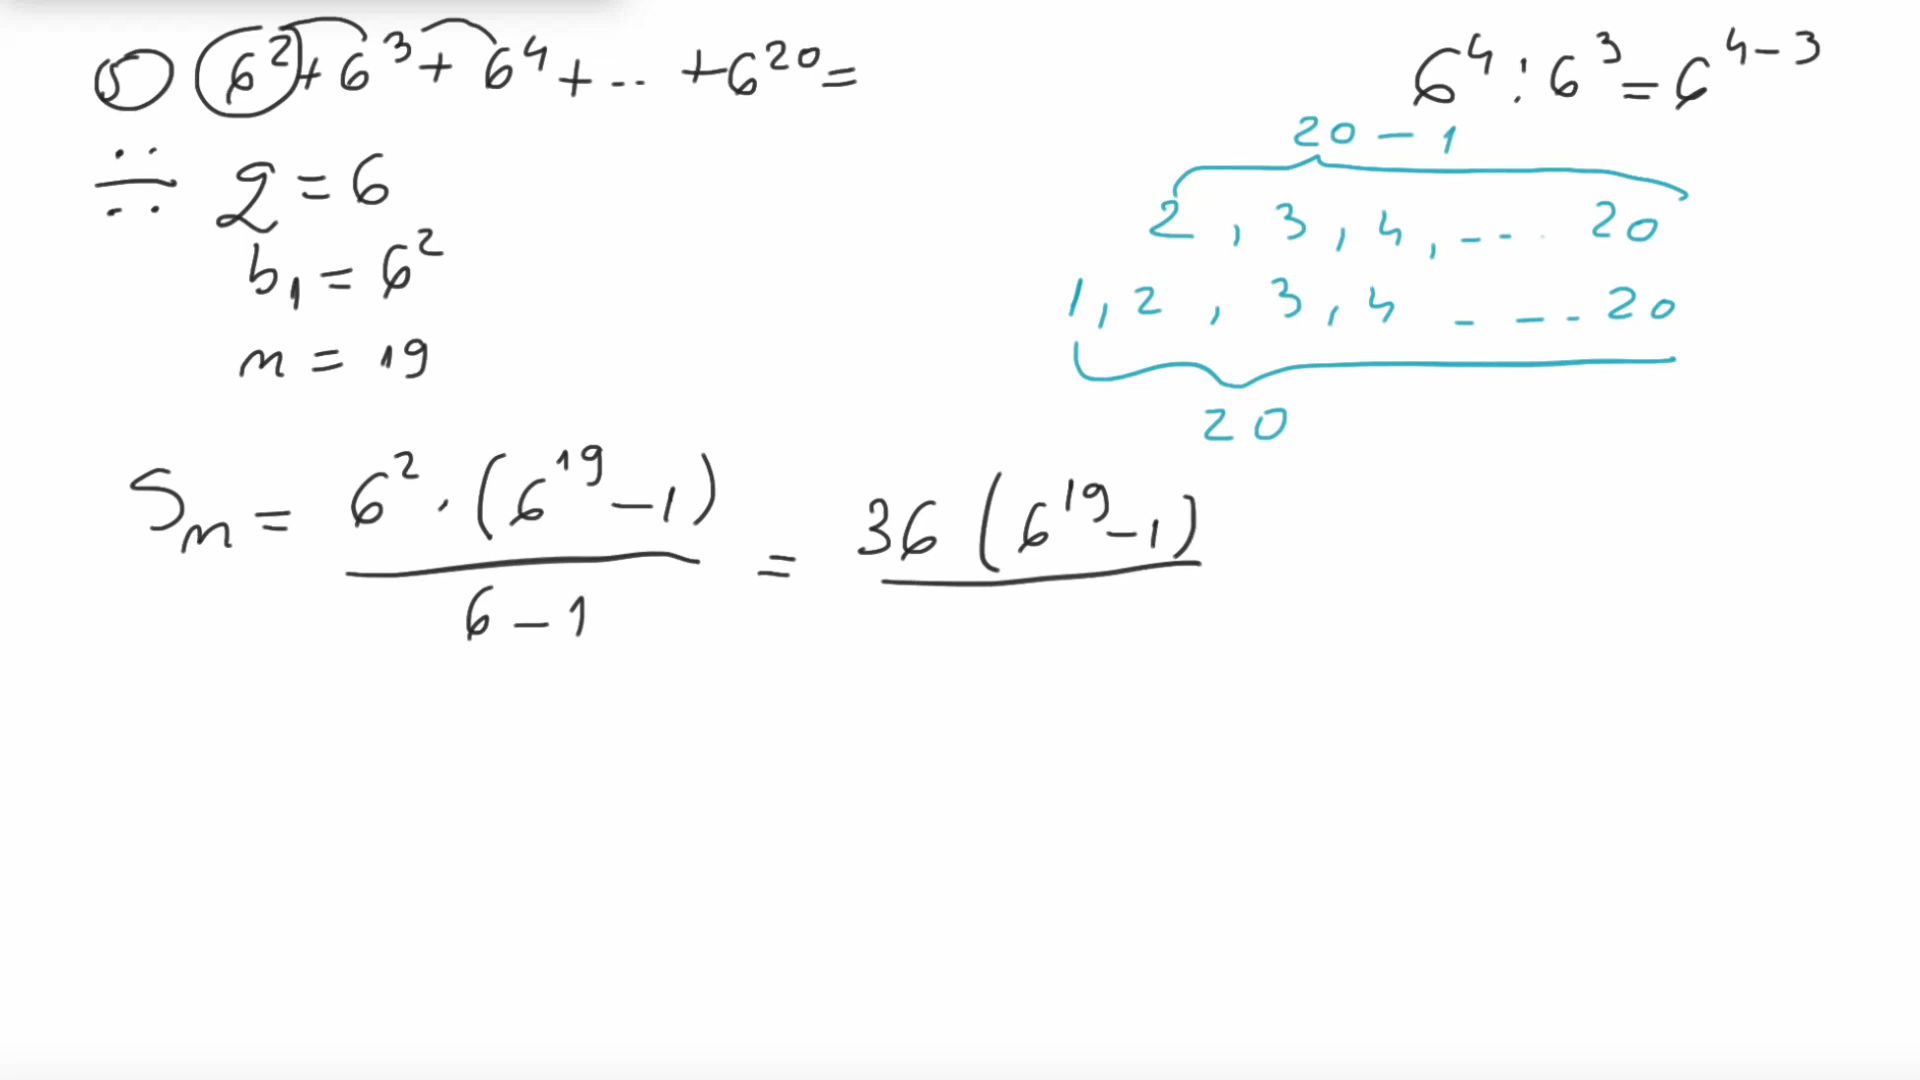 5 6² + 6³ + 6⁴ + ... + 6²⁰ =
6⁴ : 6³ = 6⁴⁻³
÷ q = 6
b₁ = 6²
n = 19
20 - 1
2, 3, 4, ... 20
1, 2, 3, 4 ... 20
20
Sₙ = 6² · (6¹⁹ - 1) / 6 - 1 = 36 (6¹⁹ - 1)